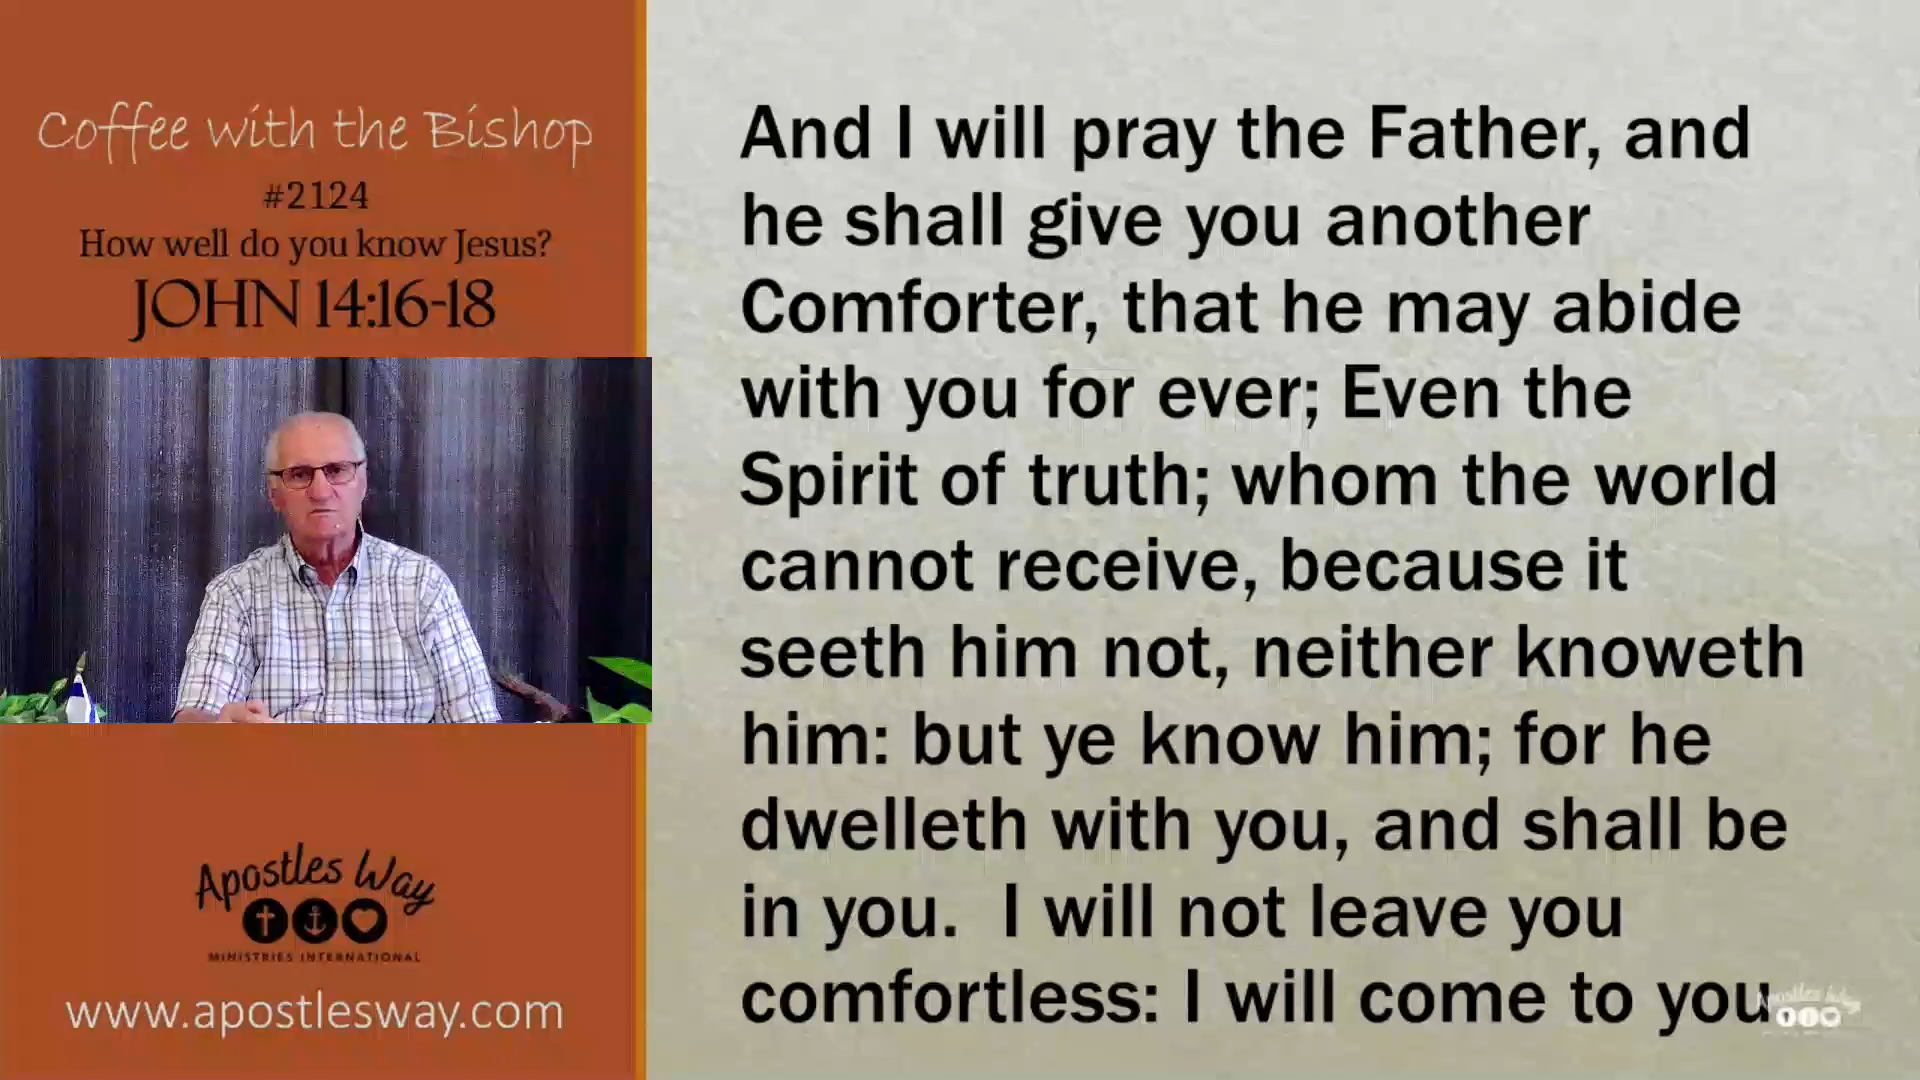 Coffee with the Bishop
#2124
How well do you know Jesus?
JOHN 14:16-18
Apostles Way
MINISTRIES INTERNATIONAL
www.apostlesway.com
And I will pray the Father, and
he shall give you another
Comforter, that he may abide
with you for ever; Even the
Spirit of truth; whom the world
cannot receive, because it
seeth him not, neither knoweth
him: but ye know him; for he
dwelleth with you, and shall be
in you.  I will not leave you
comfortless: I will come to you
Apostles Way